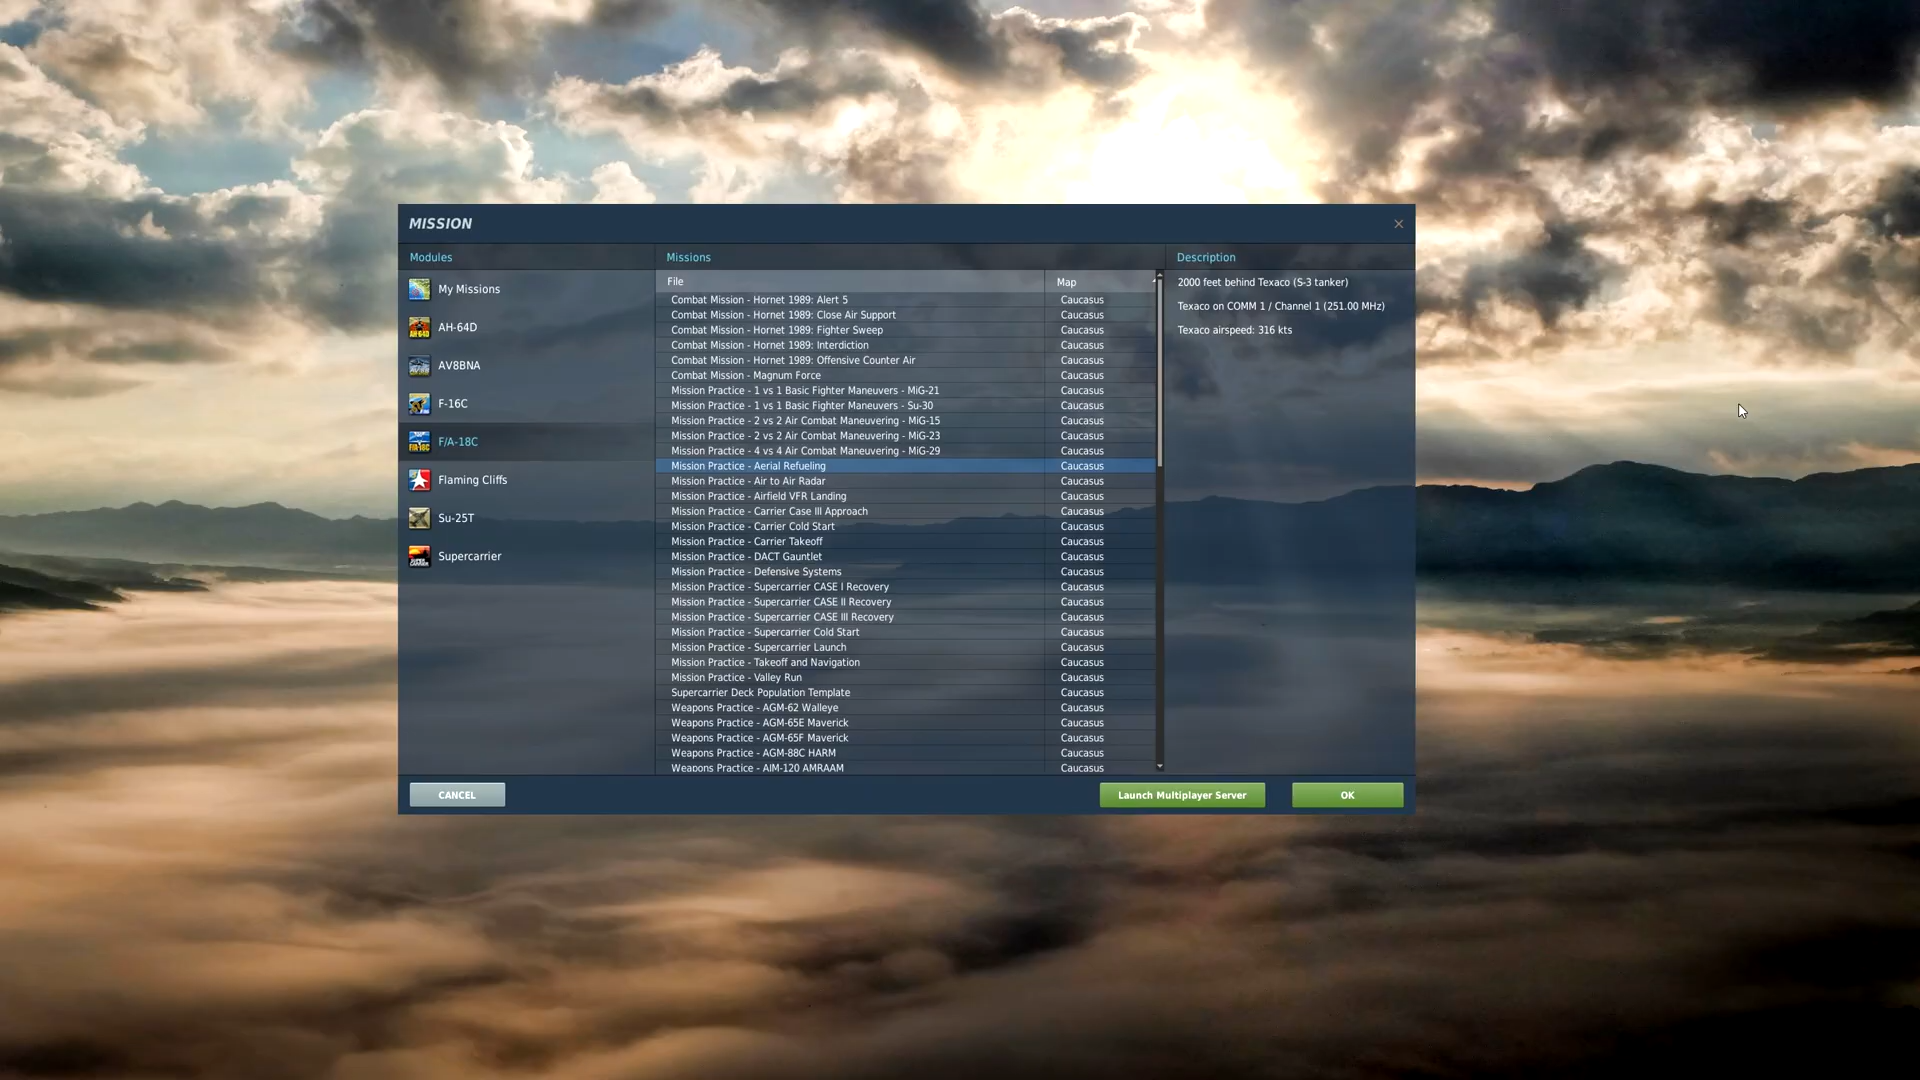 MISSION
Modules
My Missions
AH-64D
AV8BNA
F-16C
F/A-18C
Flaming Cliffs
Su-25T
Supercarrier
Missions
File Map
Combat Mission - Hornet 1989: Alert 5 Caucasus
Combat Mission - Hornet 1989: Close Air Support Caucasus
Combat Mission - Hornet 1989: Fighter Sweep Caucasus
Combat Mission - Hornet 1989: Interdiction Caucasus
Combat Mission - Hornet 1989: Offensive Counter Air Caucasus
Combat Mission - Magnum Force Caucasus
Mission Practice - 1 vs 1 Basic Fighter Maneuvers - MiG-21 Caucasus
Mission Practice - 1 vs 1 Basic Fighter Maneuvers - Su-30 Caucasus
Mission Practice - 2 vs 2 Air Combat Maneuvering - MiG-15 Caucasus
Mission Practice - 2 vs 2 Air Combat Maneuvering - MiG-23 Caucasus
Mission Practice - 4 vs 4 Air Combat Maneuvering - MiG-29 Caucasus
Mission Practice - Aerial Refueling Caucasus
Mission Practice - Air to Air Radar Caucasus
Mission Practice - Airfield VFR Landing Caucasus
Mission Practice - Carrier Case III Approach Caucasus
Mission Practice - Carrier Cold Start Caucasus
Mission Practice - Carrier Takeoff Caucasus
Mission Practice - DACT Gauntlet Caucasus
Mission Practice - Defensive Systems Caucasus
Mission Practice - Supercarrier CASE I Recovery Caucasus
Mission Practice - Supercarrier CASE II Recovery Caucasus
Mission Practice - Supercarrier CASE III Recovery Caucasus
Mission Practice - Supercarrier Cold Start Caucasus
Mission Practice - Supercarrier Launch Caucasus
Mission Practice - Takeoff and Navigation Caucasus
Mission Practice - Valley Run Caucasus
Supercarrier Deck Population Template Caucasus
Weapons Practice - AGM-62 Walleye Caucasus
Weapons Practice - AGM-65E Maverick Caucasus
Weapons Practice - AGM-65F Maverick Caucasus
Weapons Practice - AGM-88C HARM Caucasus
Weapons Practice - AIM-120 AMRAAM Caucasus
Description
2000 feet behind Texaco (S-3 tanker)
Texaco on COMM 1 / Channel 1 (251.00 MHz)
Texaco airspeed: 316 kts
CANCEL
Launch Multiplayer Server
OK